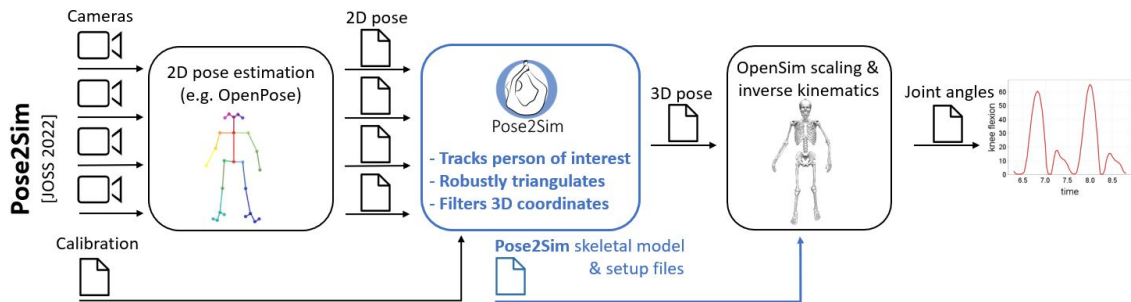 Pose2Sim
[JOSS 2022]
Cameras
2D pose estimation
(e.g. OpenPose)
2D pose
Pose2Sim
- Tracks person of interest
- Robustly triangulates
- Filters 3D coordinates
3D pose
OpenSim scaling &
inverse kinematics
Joint angles
knee flexion
60
50
40
30
20
10
0
6.5 7.0 7.5 8.0 8.5
time
Calibration
Pose2Sim skeletal model
& setup files